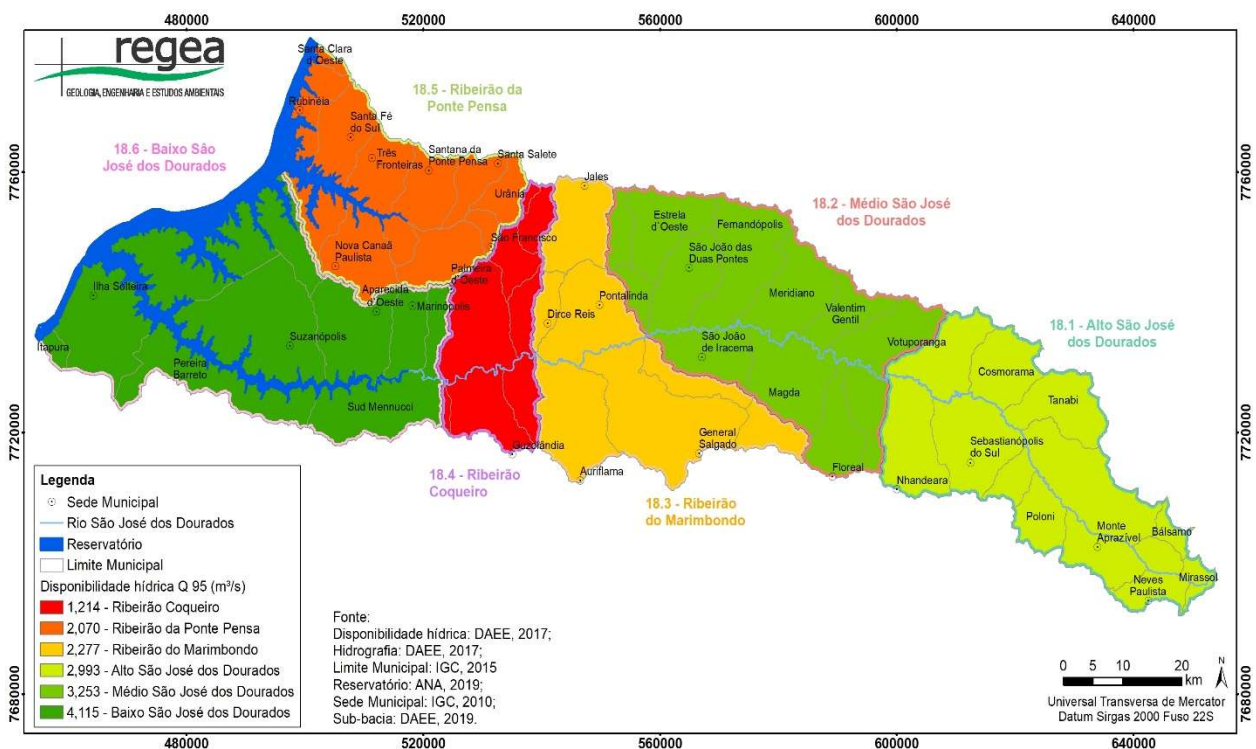 480000
520000
560000
600000
640000
regea
GEOLOGIA, ENGENHARIA E ESTUDOS AMBIENTAIS
Santa Clara
d´Oeste
18.5 - Ribeirão da
Ponte Pensa
Rubinéia
Santa Fé
do Sul
18.6 - Baixo São
José dos Dourados
Três
Fronteiras
Santana da
Ponte Pensa
Santa Salete
7760000
7760000
Jales
Urânia
18.2 - Médio São José
dos Dourados
Estrela
d´Oeste
Fernandópolis
São João das
Duas Pontes
São Francisco
Nova Canaã
Paulista
Palmeira
d´Oeste
Ilha Solteira
Aparecida
d´Oeste
Marinópolis
Pontalinda
Meridiano
Dirce Reis
Valentim
Gentil
18.1 - Alto São José
dos Dourados
Itapura
Suzanópolis
São João
de Iracema
Votuporanga
Pereira
Barreto
Cosmorama
Magda
Tanabi
Sud Mennucci
7720000
7720000
General
Salgado
Sebastianópolis
do Sul
Guzolândia
18.4 - Ribeirão
Coqueiro
Auriflama
Floreal
Nhandeara
18.3 - Ribeirão
do Marimbondo
Poloni
Monte
Aprazível
Bálsamo
Neves
Paulista
Mirassol
Legenda
Sede Municipal
Rio São José dos Dourados
Reservatório
Limite Municipal
Disponibilidade hídrica Q 95 (m³/s)
1,214 - Ribeirão Coqueiro
2,070 - Ribeirão da Ponte Pensa
2,277 - Ribeirão do Marimbondo
2,993 - Alto São José dos Dourados
3,253 - Médio São José dos Dourados
4,115 - Baixo São José dos Dourados
Fonte:
Disponibilidade hídrica: DAEE, 2017;
Hidrografia: DAEE, 2017;
Limite Municipal: IGC, 2015
Reservatório: ANA, 2019;
Sede Municipal: IGC, 2010;
Sub-bacia: DAEE, 2019.
0 5 10 20
km
N
Universal Transversa de Mercator
Datum Sirgas 2000 Fuso 22S
7680000
7680000
480000
520000
560000
600000
640000